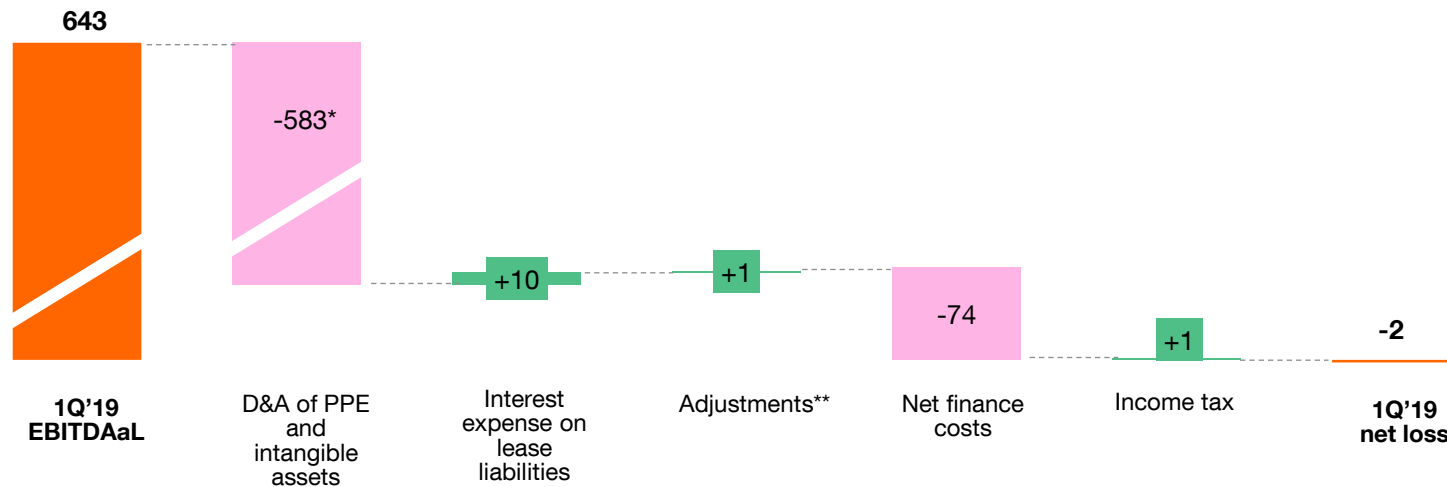 643
-583*
+10
+1
-74
+1
-2
1Q’19
EBITDAaL
D&A of PPE
and
intangible
assets
Interest
expense on
lease
liabilities
Adjustments**
Net finance
costs
Income tax
1Q’19
net loss